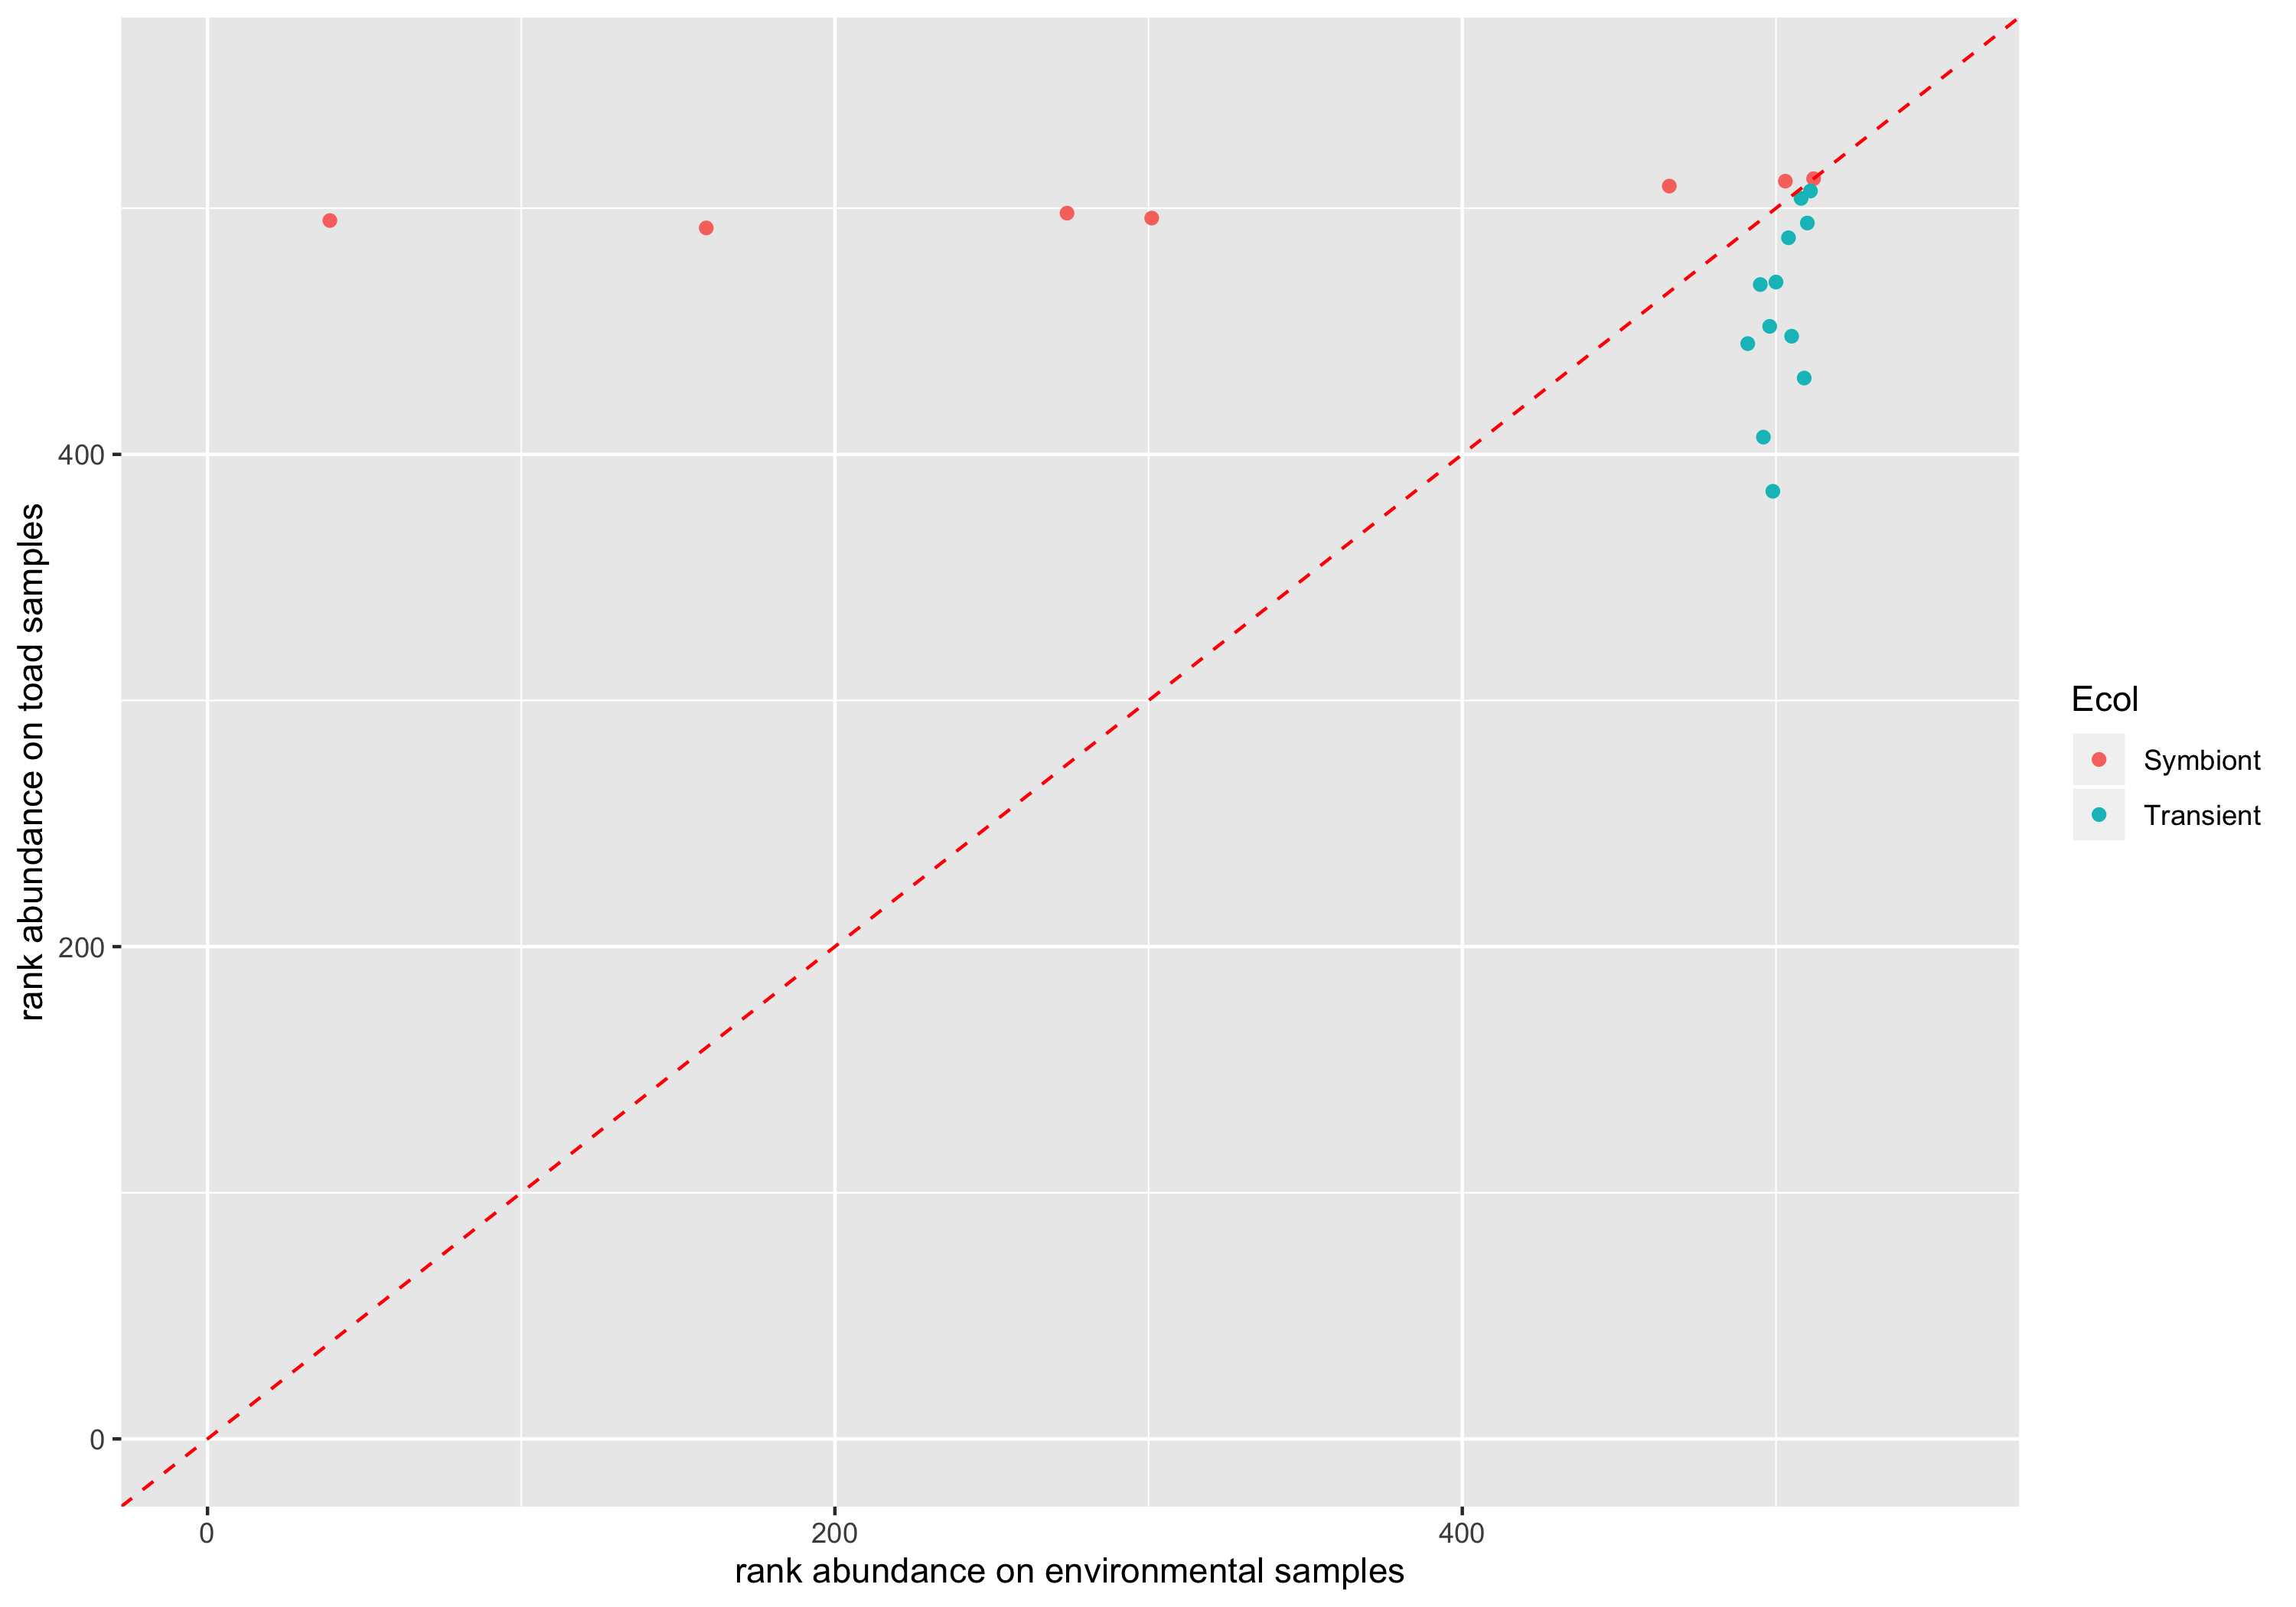 rank abundance on toad samples
400
200
0
0
200
400
rank abundance on environmental samples
Ecol
Symbiont
Transient